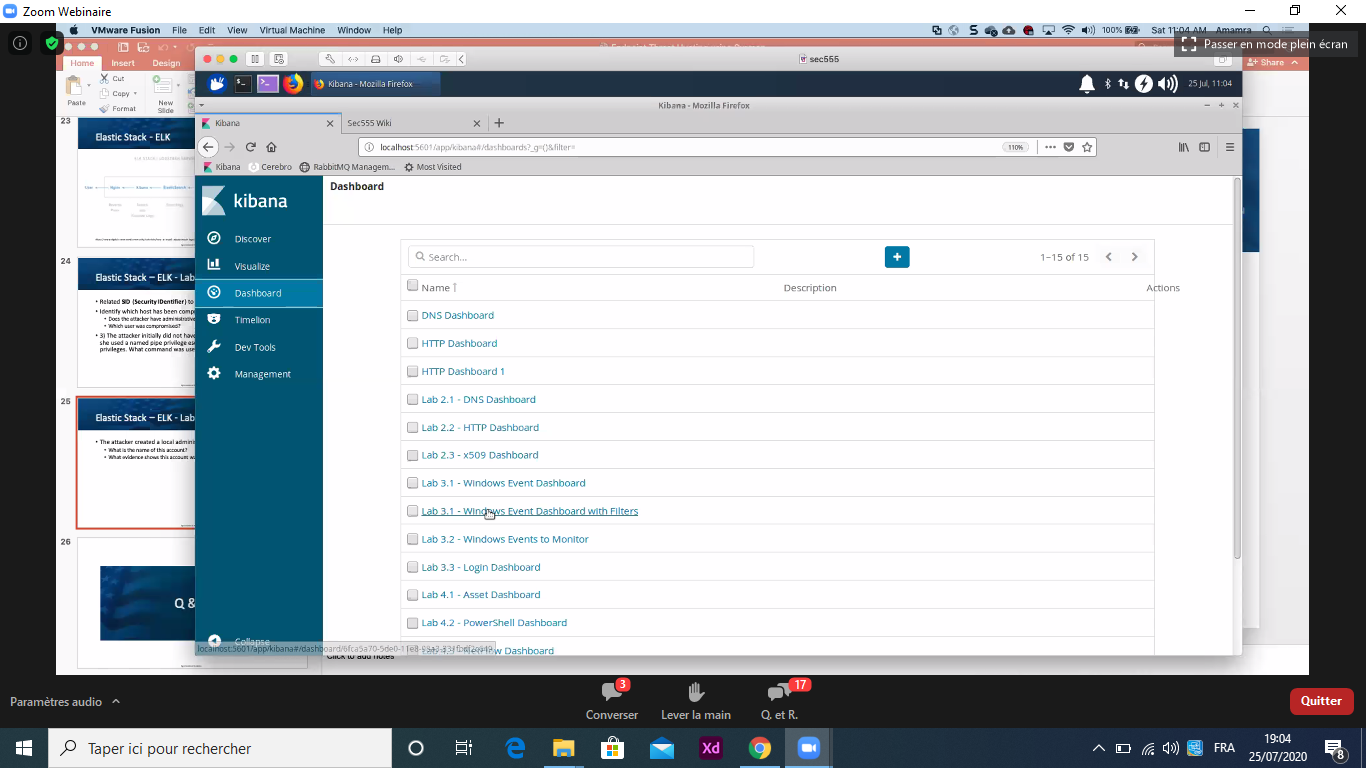 Zoom Webinaire
VMware Fusion File Edit View Virtual Machine Window Help
100% Sat 11:04 AM Amamra
Passer en mode plein écran
Home Insert Design
Share
Cut
Copy
Format
Paste
New
Slide
sec555
Kibana - Mozilla Firefox
25 Jul, 11:04
Kibana - Mozilla Firefox
Kibana
Sec555 Wiki
localhost:5601/app/kibana#/dashboards?_g=()&filter=
110%
Kibana Cerebro RabbitMQ Managem... Most Visited
kibana
Discover
Visualize
Dashboard
Timelion
Dev Tools
Management
Collapse
Dashboard
Search...
1–15 of 15
Name Description Actions
DNS Dashboard
HTTP Dashboard
HTTP Dashboard 1
Lab 2.1 - DNS Dashboard
Lab 2.2 - HTTP Dashboard
Lab 2.3 - x509 Dashboard
Lab 3.1 - Windows Event Dashboard
Lab 3.1 - Windows Event Dashboard with Filters
Lab 3.2 - Windows Events to Monitor
Lab 3.3 - Login Dashboard
Lab 4.1 - Asset Dashboard
Lab 4.2 - PowerShell Dashboard
Dashboard
23
Elastic Stack - ELK
24
Elastic Stack – ELK - Lab
• Related SID (Security IDentifier) to
• Identify which host has been comp
• Does the attacker have administrative
• Which user was compromised?
• 3) The attacker initially did not have
she used a named pipe privilege es
privileges. What command was use
25
Elastic Stack – ELK - Lab
• The attacker created a local admini
• What is the name of this account?
• What evidence shows this account w
26
Q &
Click to add notes
Paramètres audio
3
Converser
Lever la main
17
Q. et R.
Quitter
Taper ici pour rechercher
Xd
FRA
19:04
25/07/2020
8